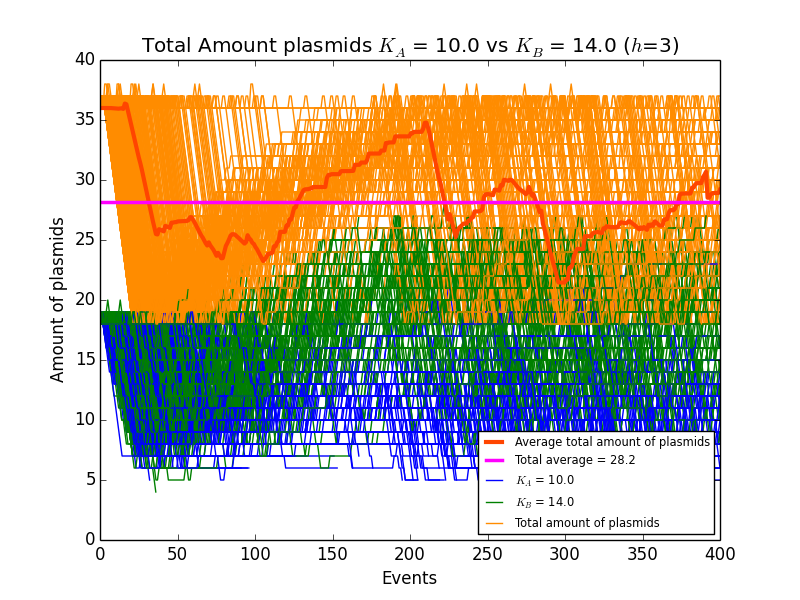 Total Amount plasmids K_A = 10.0 vs K_B = 14.0 (h=3)
40
35
30
25
20
15
10
5
0
Amount of plasmids
Average total amount of plasmids
Total average = 28.2
K_A = 10.0
K_B = 14.0
Total amount of plasmids
0 50 100 150 200 250 300 350 400
Events